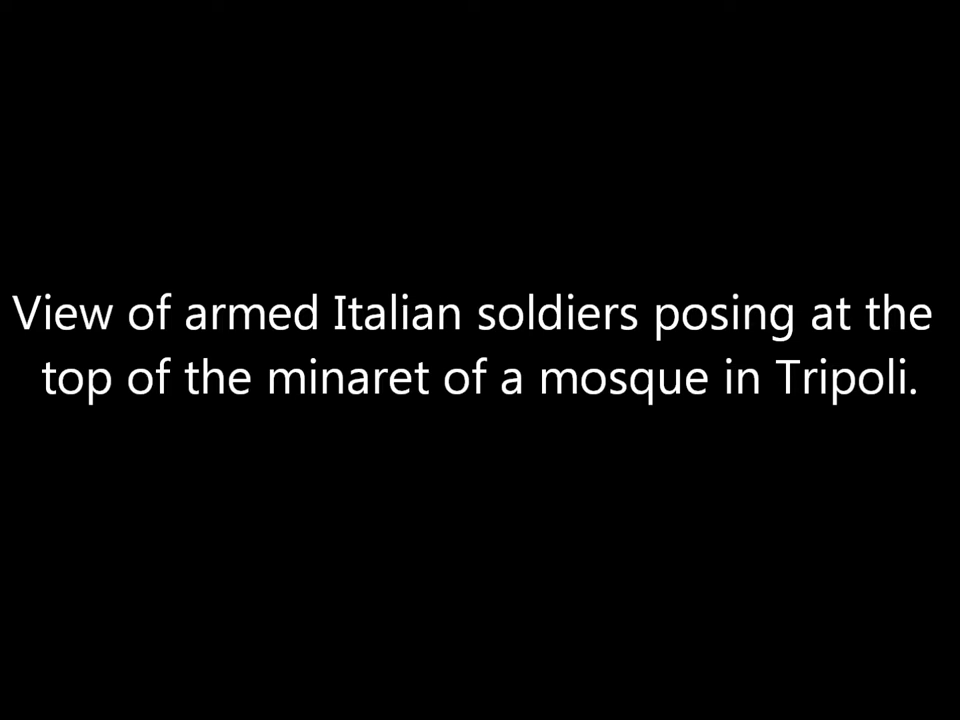 View of armed Italian soldiers posing at the
top of the minaret of a mosque in Tripoli.